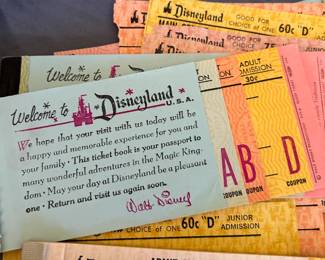 Disneyland
GOOD FOR
CHOICE of ONE 60c "D"
Disneyland
Welcome to
ADULT
ADMISSION
30¢
Welcome to Disneyland
U.S.A.
We hope that your visit with us today will be
a happy and memorable experience for you and
your family · This ticket book is your passport to
many wonderful adventures in the Magic King-
dom · May your day at Disneyland be a pleasant
one · Return and visit us again soon.
Walt Disney
A B D
COUPON COUPON COUPON
CHOICE of ONE 60c "D" JUNIOR
ADMISSION